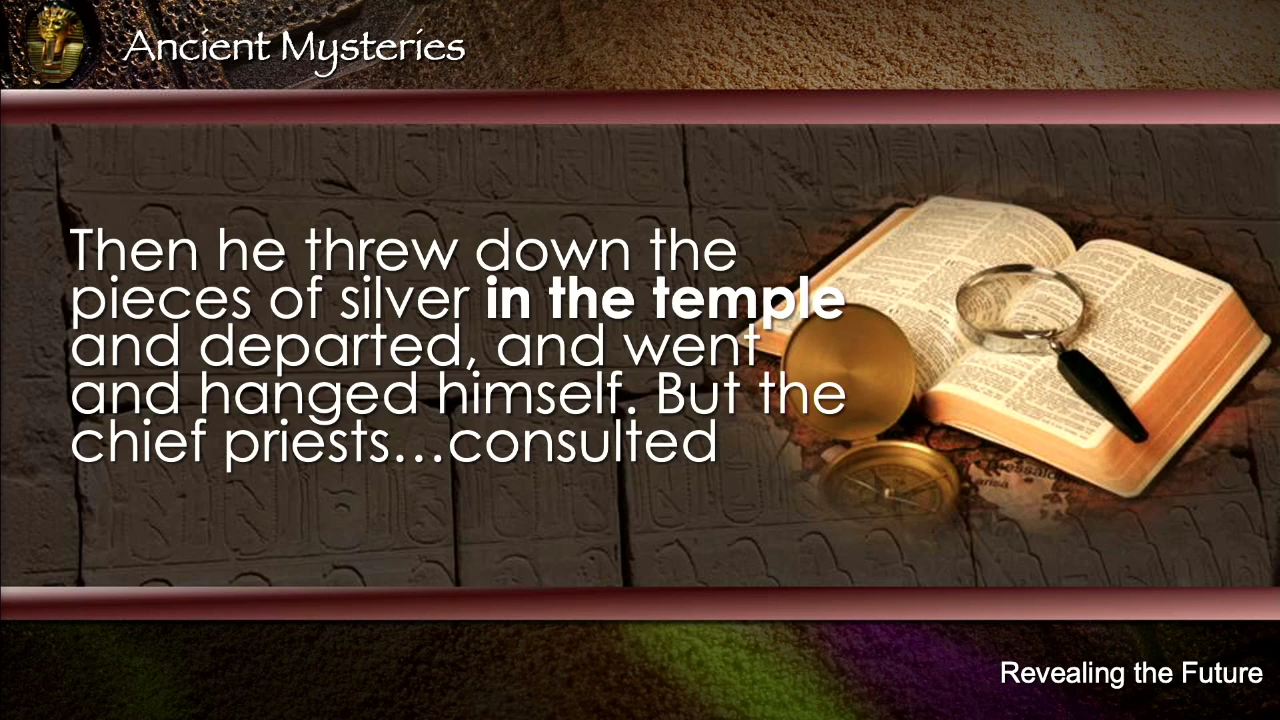 Ancient Mysteries
Then he threw down the
pieces of silver in the temple
and departed, and went
and hanged himself. But the
chief priests…consulted
Revealing the Future